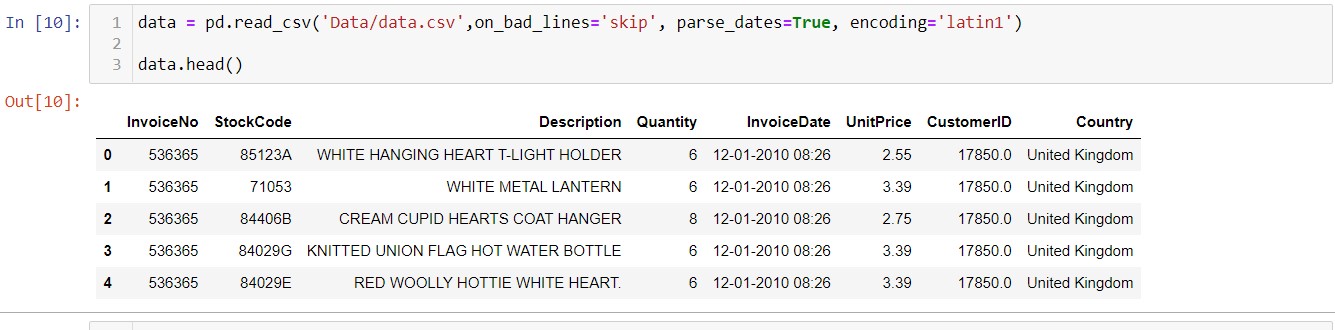 In [10]: 1 data = pd.read_csv('Data/data.csv',on_bad_lines='skip', parse_dates=True, encoding='latin1')
2
3 data.head()
Out[10]:
InvoiceNo StockCode Description Quantity InvoiceDate UnitPrice CustomerID Country
0 536365 85123A WHITE HANGING HEART T-LIGHT HOLDER 6 12-01-2010 08:26 2.55 17850.0 United Kingdom
1 536365 71053 WHITE METAL LANTERN 6 12-01-2010 08:26 3.39 17850.0 United Kingdom
2 536365 84406B CREAM CUPID HEARTS COAT HANGER 8 12-01-2010 08:26 2.75 17850.0 United Kingdom
3 536365 84029G KNITTED UNION FLAG HOT WATER BOTTLE 6 12-01-2010 08:26 3.39 17850.0 United Kingdom
4 536365 84029E RED WOOLLY HOTTIE WHITE HEART. 6 12-01-2010 08:26 3.39 17850.0 United Kingdom